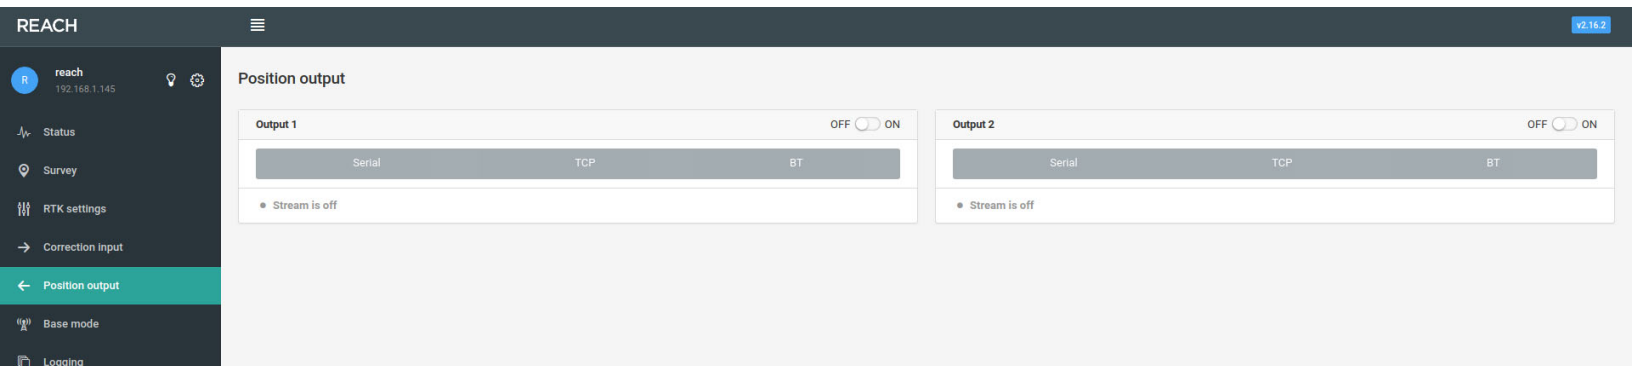 REACH
v2.16.2
R
reach
192.168.1.145
Status
Survey
RTK settings
Correction input
Position output
Base mode
Logging
Position output
Output 1
OFF ON
Serial TCP BT
Stream is off
Output 2
OFF ON
Serial TCP BT
Stream is off